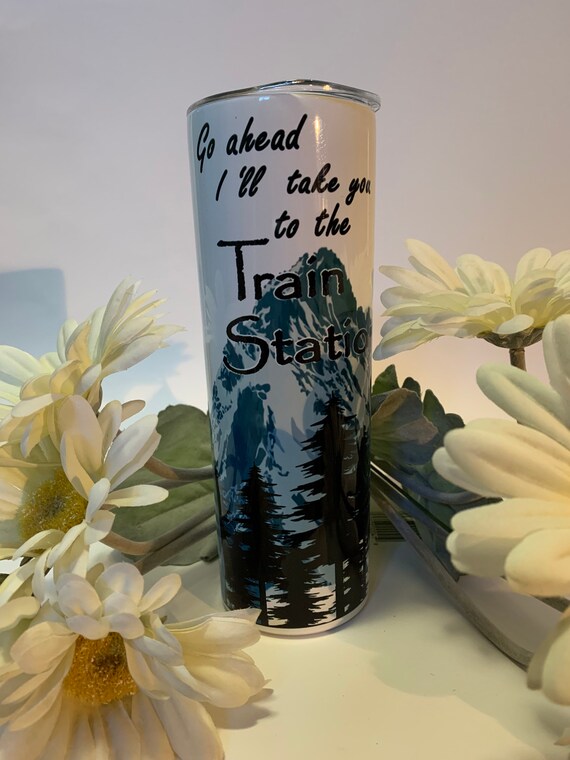 Go ahead
I'll take you
to the
Train
Statio